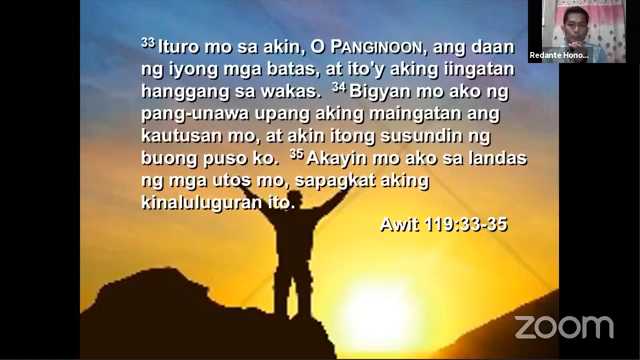 33 Ituro mo sa akin, O PANGINOON, ang daan
ng iyong mga batas, at ito'y aking iingatan
hanggang sa wakas. 34 Bigyan mo ako ng
pang-unawa upang aking maingatan ang
kautusan mo, at akin itong susundin ng
buong puso ko. 35 Akayin mo ako sa landas
ng mga utos mo, sapagkat aking
kinaluluguran ito.
Awit 119:33-35
Redante Hono...
zoom